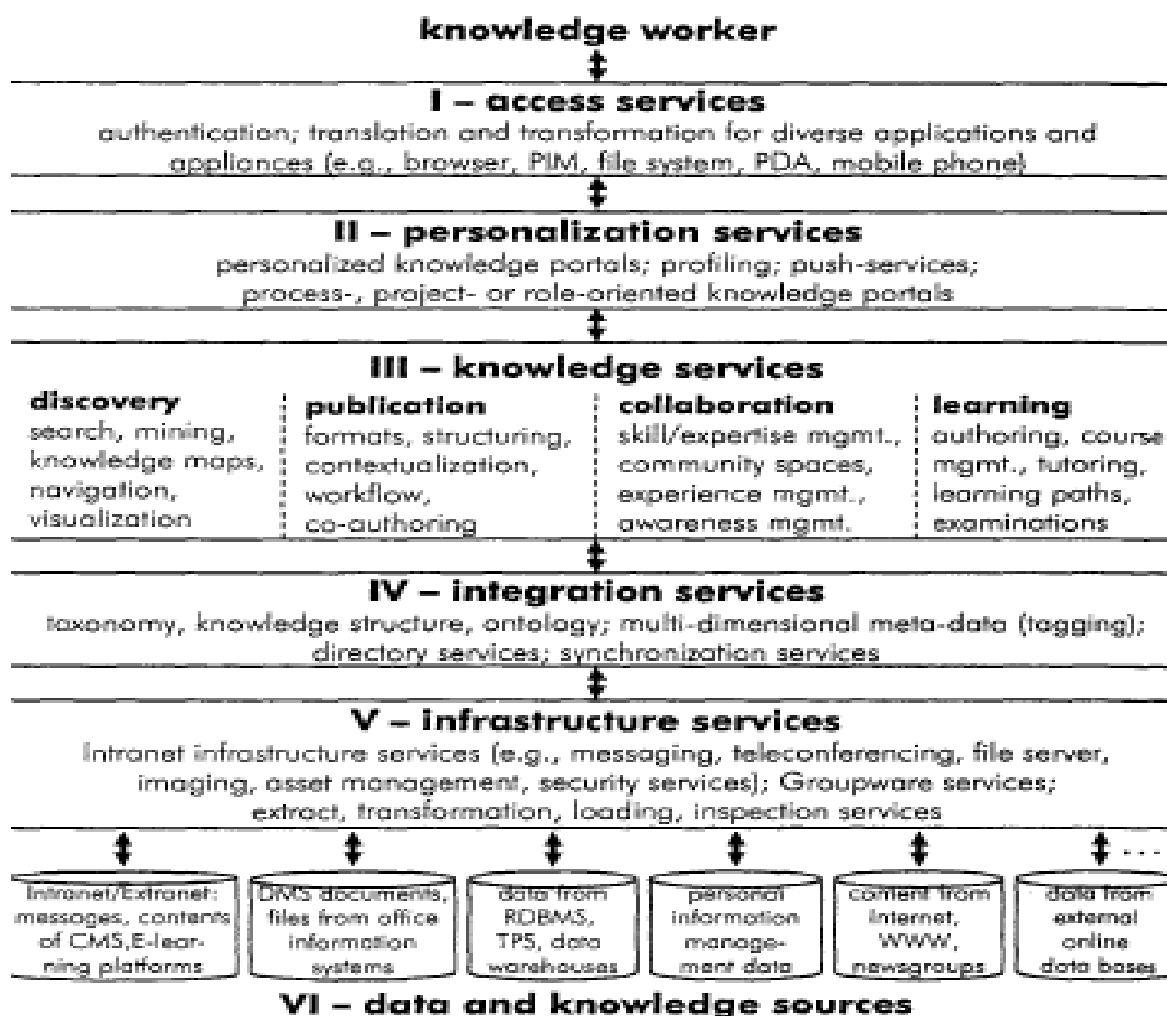 knowledge worker
I – access services
authentication; translation and transformation for diverse applications and
appliances (e.g., browser, PIM, file system, PDA, mobile phone)
II – personalization services
personalized knowledge portals; profiling; push-services;
process-, project- or role-oriented knowledge portals
III – knowledge services
discovery
search, mining,
knowledge maps,
navigation,
visualization
publication
formats, structuring,
contextualization,
workflow,
co-authoring
collaboration
skill/expertise mgmt.,
community spaces,
experience mgmt.,
awareness mgmt.
learning
authoring, course
mgmt., tutoring,
learning paths,
examinations
IV – integration services
taxonomy, knowledge structure, ontology; multi-dimensional meta-data (tagging);
directory services; synchronization services
V – infrastructure services
Intranet infrastructure services (e.g., messaging, teleconferencing, file server,
imaging, asset management, security services); Groupware services;
extract, transformation, loading, inspection services
. . .
Intranet/Extranet:
messages, contents
of CMS,E-lear-
ning platforms
DMS documents,
files from office
information
systems
data from
RDBMS,
TPS, data
warehouses
personal
information
manage-
ment data
content from
Internet,
WWW,
newsgroups
data from
external
online
data bases
VI – data and knowledge sources